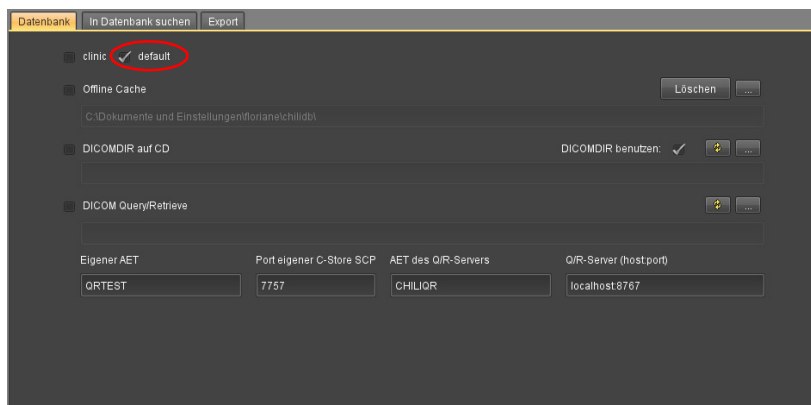 Datenbank In Datenbank suchen Export
clinic default
Offline Cache Löschen ...
C:\Dokumente und Einstellungen\floriane\chilidb\
DICOMDIR auf CD DICOMDIR benutzen: ...
DICOM Query/Retrieve ...
Eigener AET Port eigener C-Store SCP AET des Q/R-Servers Q/R-Server (host:port)
QRTEST 7757 CHILIQR localhost:8767